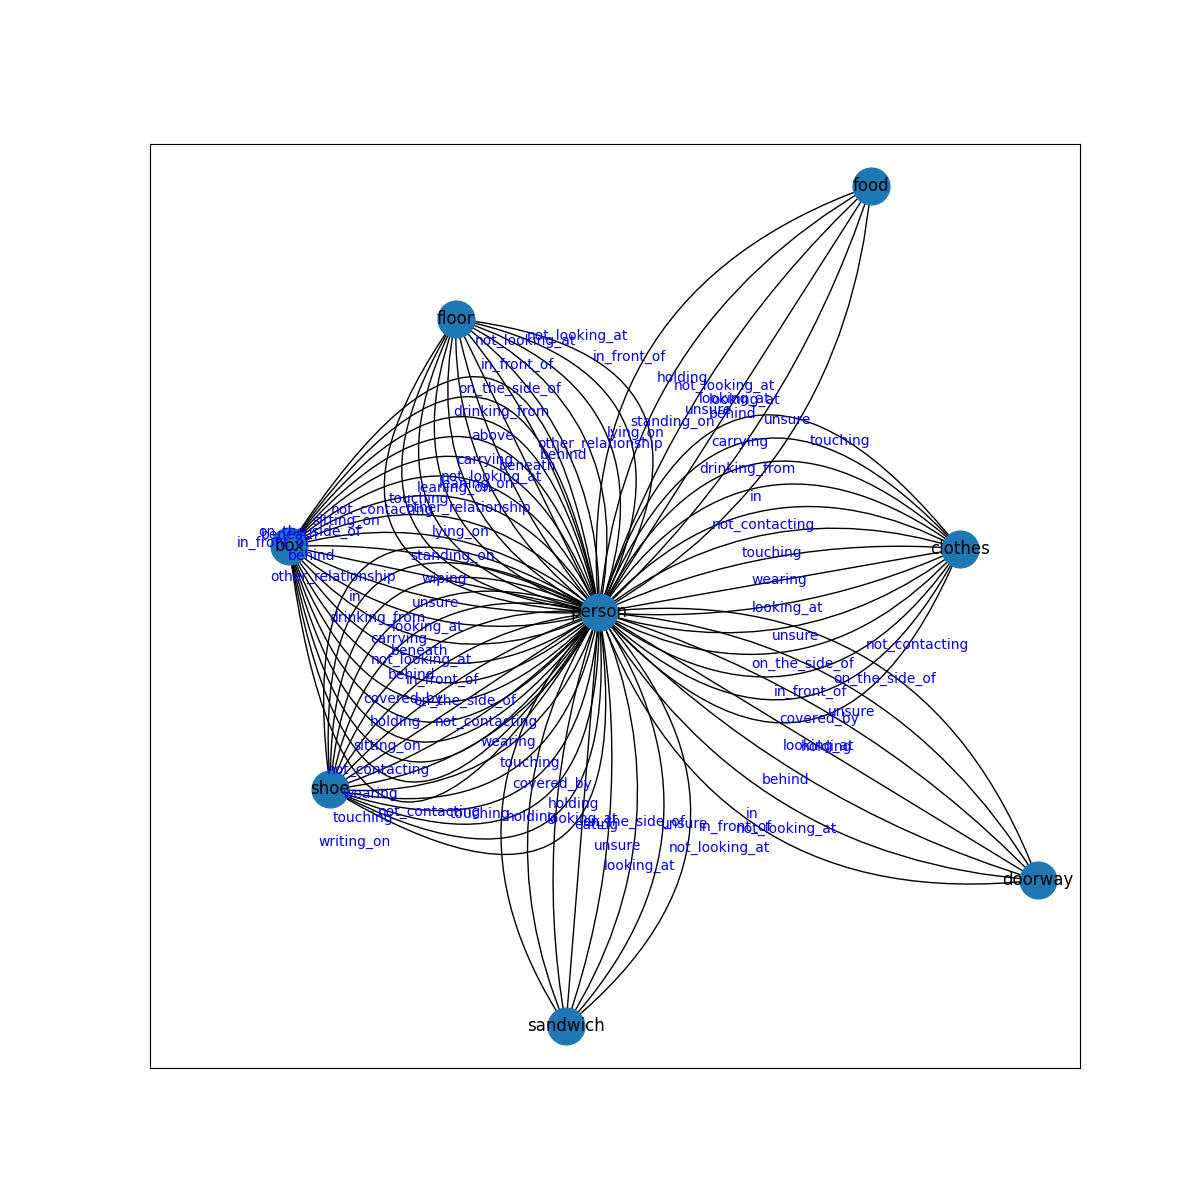 food
floor
not_looking_at
not_looking_at
in_front_of
in_front_of
holding
not_looking_at
on_the_side_of
looking_at
looking_at
unsure
behind
drinking_from
standing_on
unsure
above
lying_on
touching
other_relationship
carrying
behind
carrying
beneath
drinking_from
not_looking_at
leaning_on
touching
in
not_contacting
other_relationship
sitting_on
not_contacting
on_the_side_of
lying_on
in_front_of
box
clothes
behind
standing_on
touching
other_relationship
wiping
wearing
in
unsure
looking_at
person
drinking_from
looking_at
carrying
unsure
beneath
not_contacting
not_looking_at
on_the_side_of
behind
in_front_of
on_the_side_of
in_front_of
covered_by
on_the_side_of
unsure
holding
not_contacting
covered_by
wearing
sitting_on
looking_at
holding
touching
not_contacting
behind
covered_by
shoe
wearing
holding
not_contacting
touching
holding
in
touching
looking_at
eating
on_the_side_of
unsure
in_front_of
not_looking_at
writing_on
unsure
not_looking_at
looking_at
doorway
sandwich